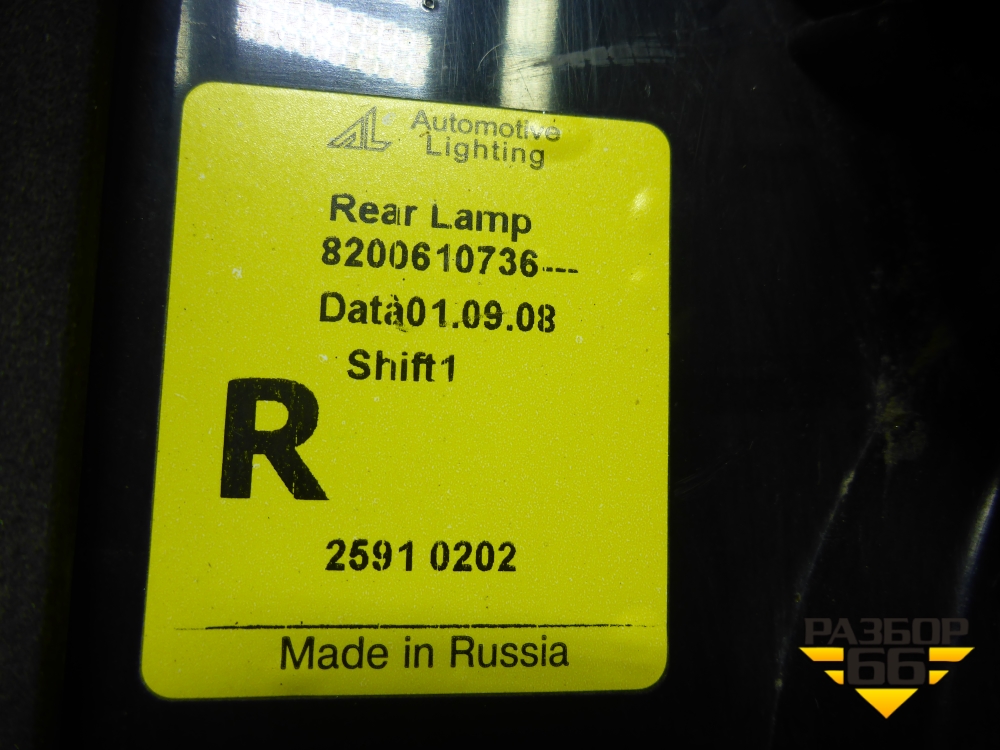 Automotive
Lighting
Rear Lamp
8200610736---
Data01.09.08
Shift1
R
2591 0202
Made in Russia
РАЗБОР
66